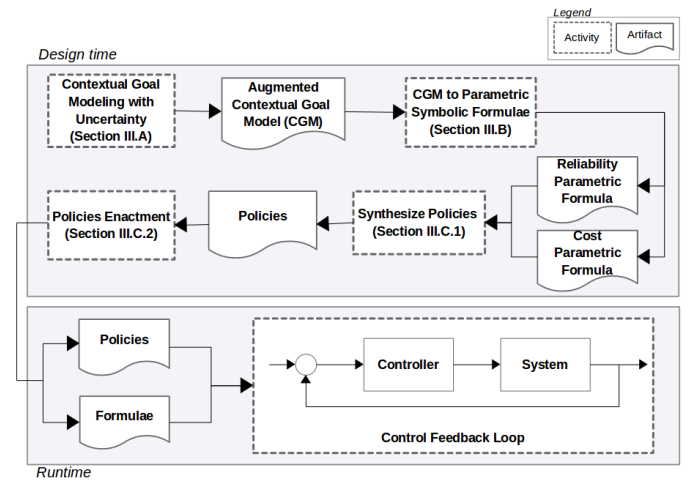 Legend
Activity
Artifact
Design time
Contextual Goal
Modeling with
Uncertainty
(Section III.A)
Augmented
Contextual Goal
Model (CGM)
CGM to Parametric
Symbolic Formulae
(Section III.B)
Reliability
Parametric
Formula
Policies Enactment
(Section III.C.2)
Policies
Synthesize Policies
(Section III.C.1)
Cost
Parametric
Formula
Policies
Formulae
Controller
System
Control Feedback Loop
Runtime